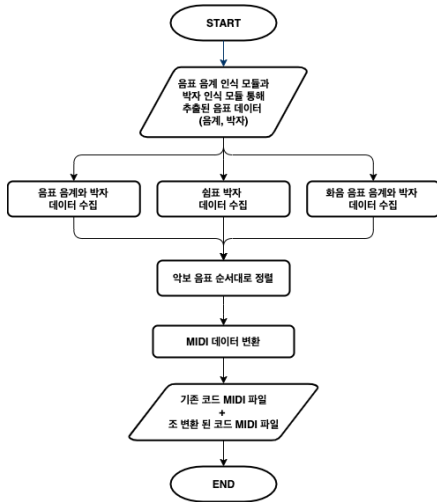 START
음표 음계 인식 모듈과
박자 인식 모듈 통해
추출된 음표 데이터
(음계, 박자)
음표 음계와 박자
데이터 수집
쉼표 박자
데이터 수집
화음 음표 음계와 박자
데이터 수집
악보 음표 순서대로 정렬
MIDI 데이터 변환
기존 코드 MIDI 파일
+
조 변환 된 코드 MIDI 파일
END